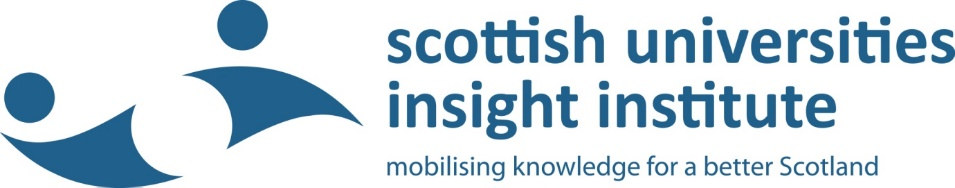 scottish universities
insight institute
mobilising knowledge for a better Scotland